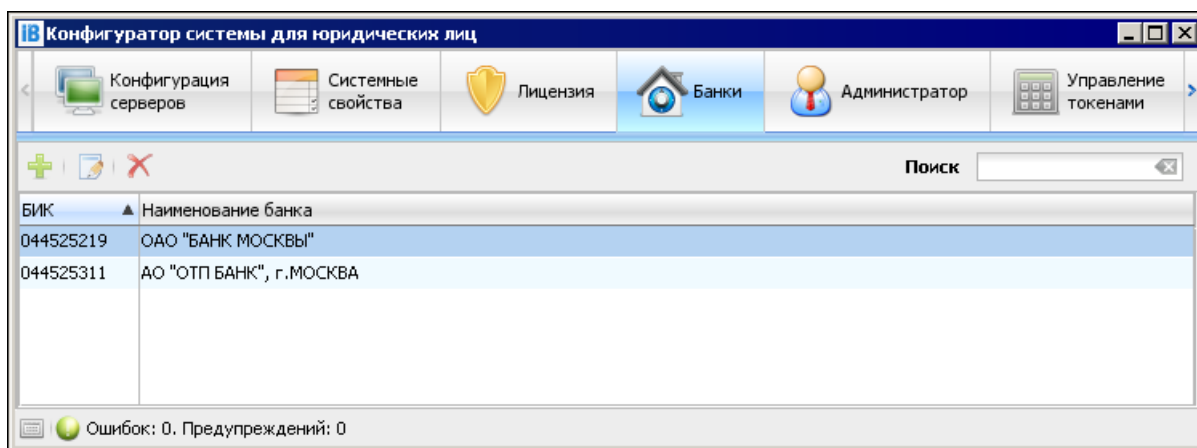 IB Конфигуратор системы для юридических лиц
Конфигурация серверов
Системные свойства
Лицензия
Банки
Администратор
Управление токенами
Поиск
БИК Наименование банка
044525219 ОАО "БАНК МОСКВЫ"
044525311 АО "ОТП БАНК", г.МОСКВА
Ошибок: 0. Предупреждений: 0